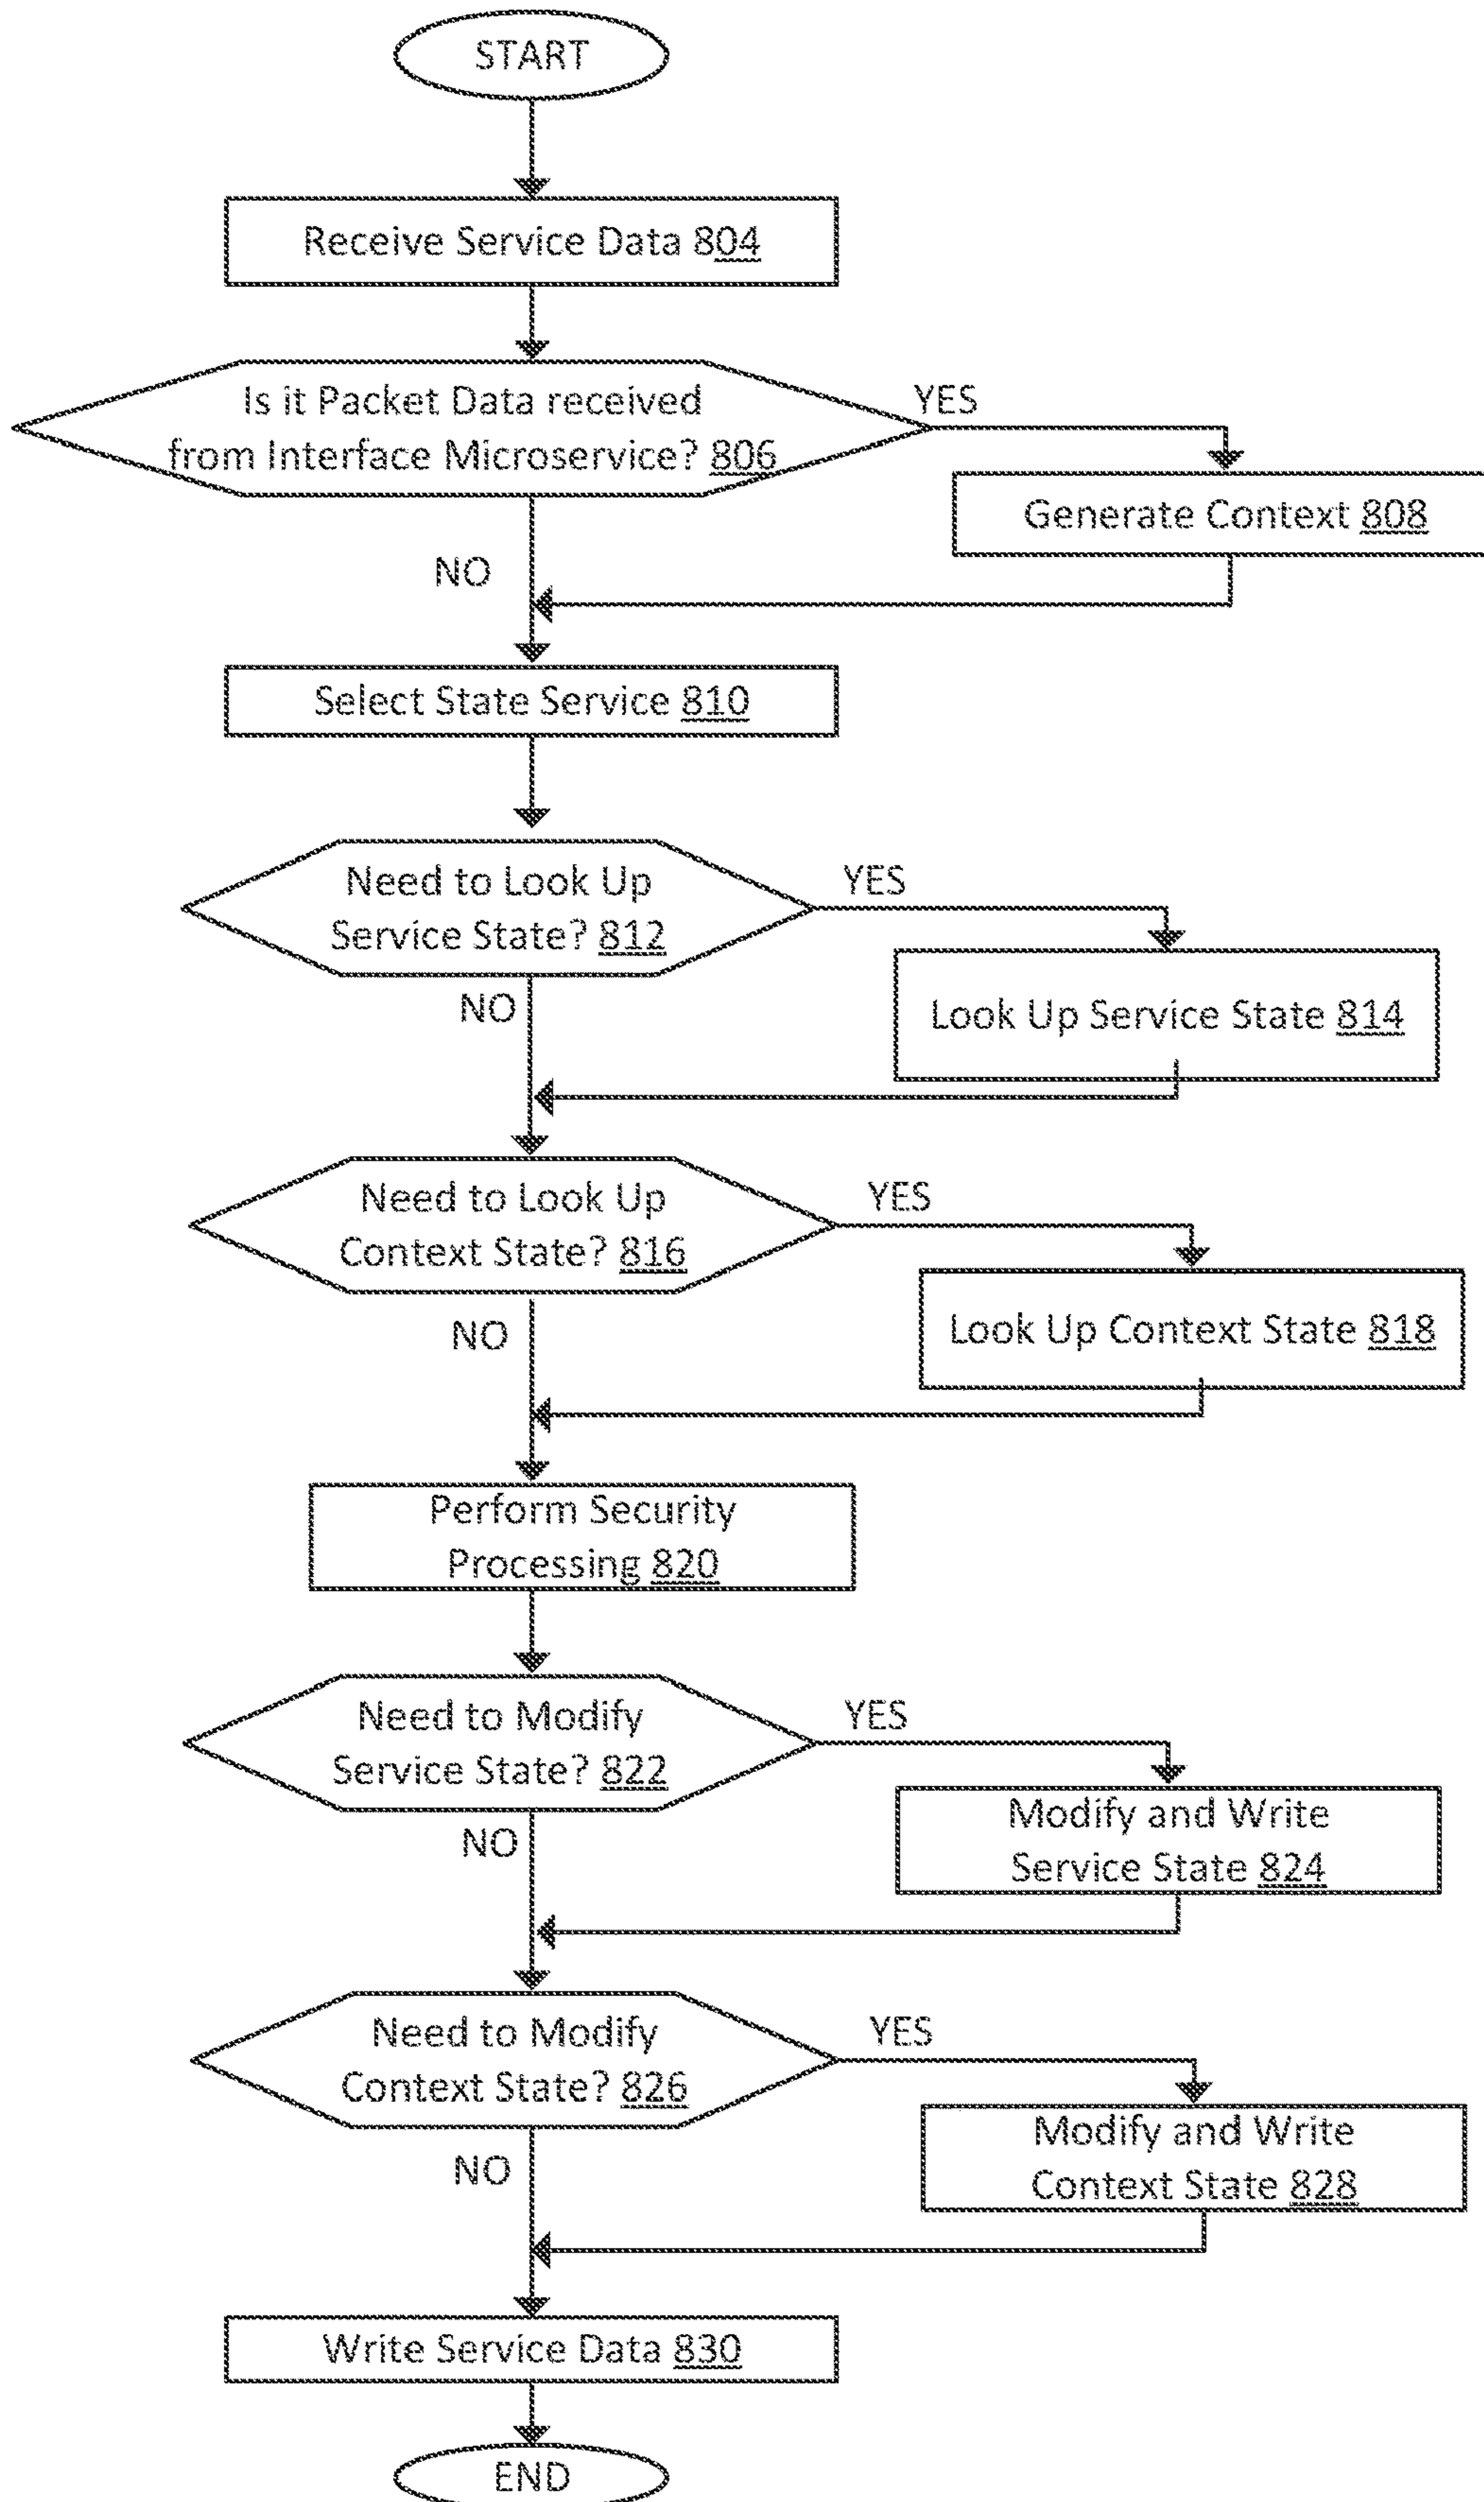 START
Receive Service Data 804
Is it Packet Data received
from Interface Microservice? 806
YES
Generate Context 808
NO
Select State Service 810
Need to Look Up
Service State? 812
YES
NO
Look Up Service State 814
Need to Look Up
Context State? 816
YES
NO
Look Up Context State 818
Perform Security
Processing 820
Need to Modify
Service State? 822
YES
NO
Modify and Write
Service State 824
Need to Modify
Context State? 826
YES
NO
Modify and Write
Context State 828
Write Service Data 830
END